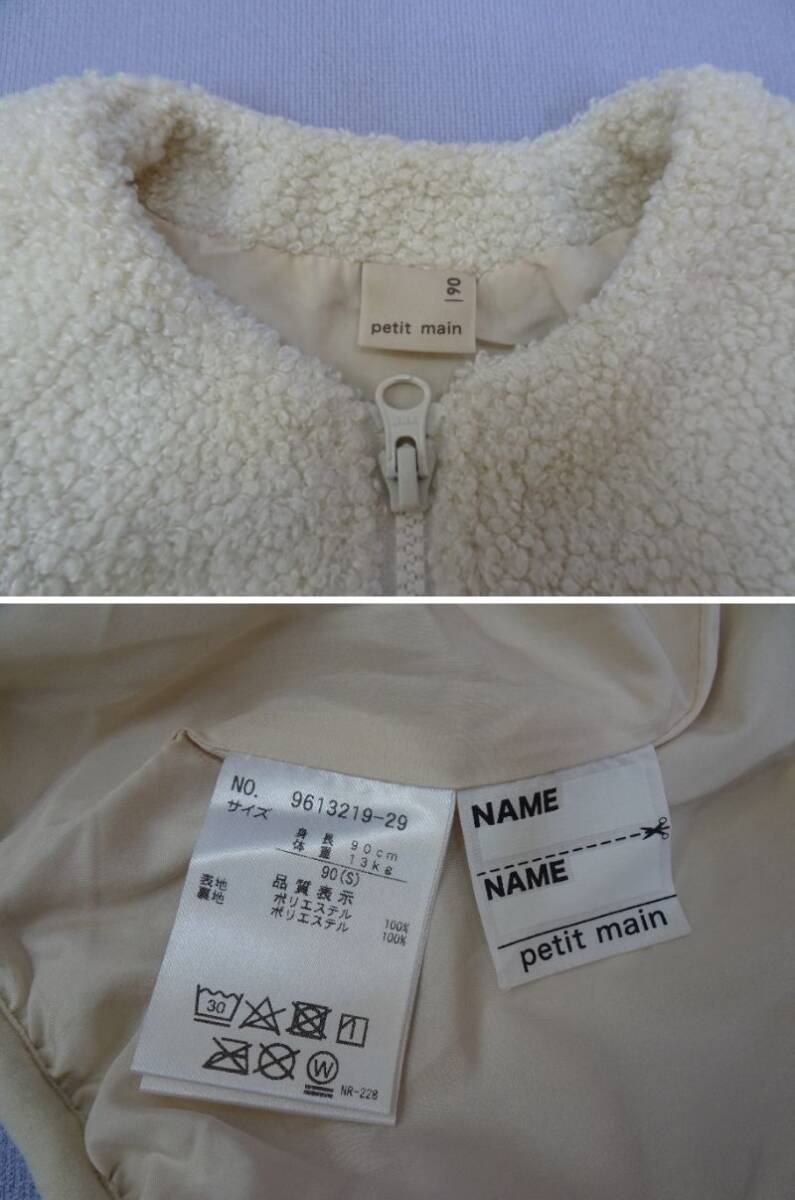 90
petit main
NO. 9613219-29
サイズ
身長 90cm
体重 13kg
90(S)
品質表示
表地 ポリエステル 100%
裏地 ポリエステル 100%
30
W
NR-228
NAME
NAME
petit main